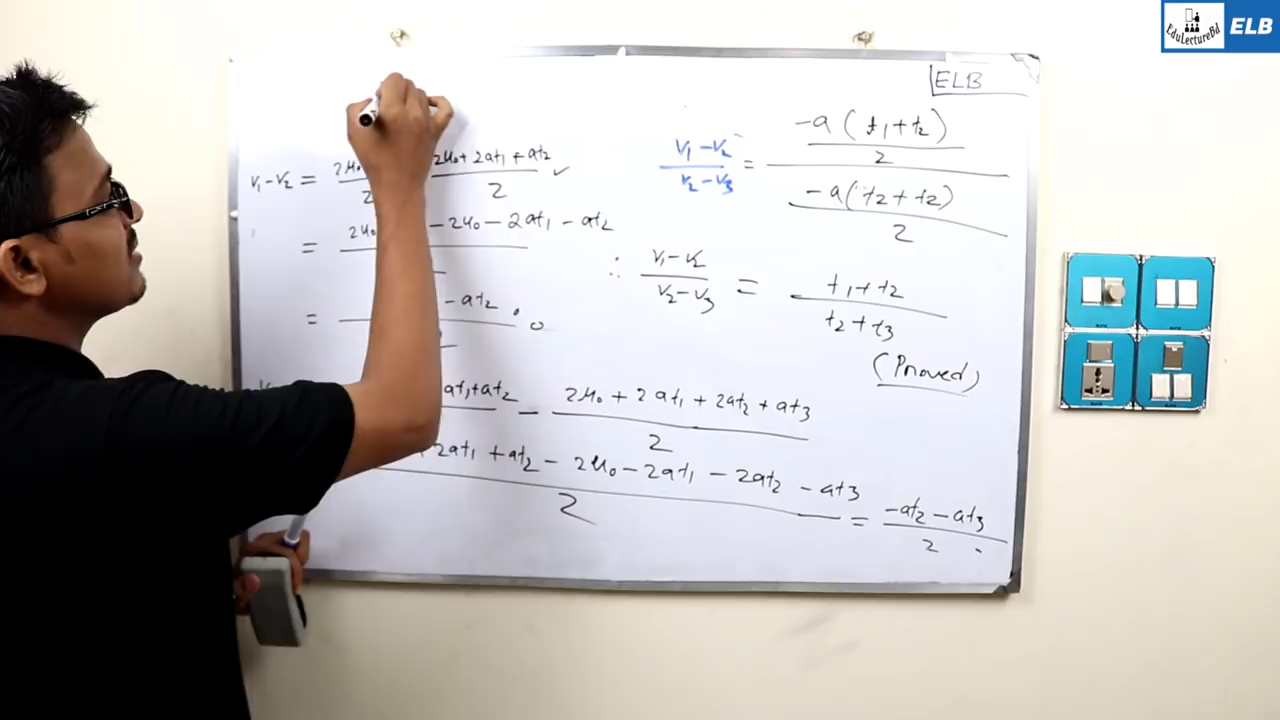 EduLectureBd ELB
ELB
v₁ - v₂ = 2u₀ 2u₀ + 2at₁ + at₂ / 2 ✓
= 2u₀ - 2u₀ - 2at₁ - at₂
= - at₂
at₁ + at₂ - 2u₀ + 2at₁ + 2at₂ + at₃ / 2
2at₁ + at₂ - 2u₀ - 2at₁ - 2at₂ - at₃ / 2 = -at₂ - at₃ / 2
v₁ - v₂ / v₂ - v₃ = -a(t₁ + t₂) / 2 / -a(t₂ + t₂) / 2
∴ v₁ - v₂ / v₂ - v₃ = t₁ + t₂ / t₂ + t₃
(Proved)